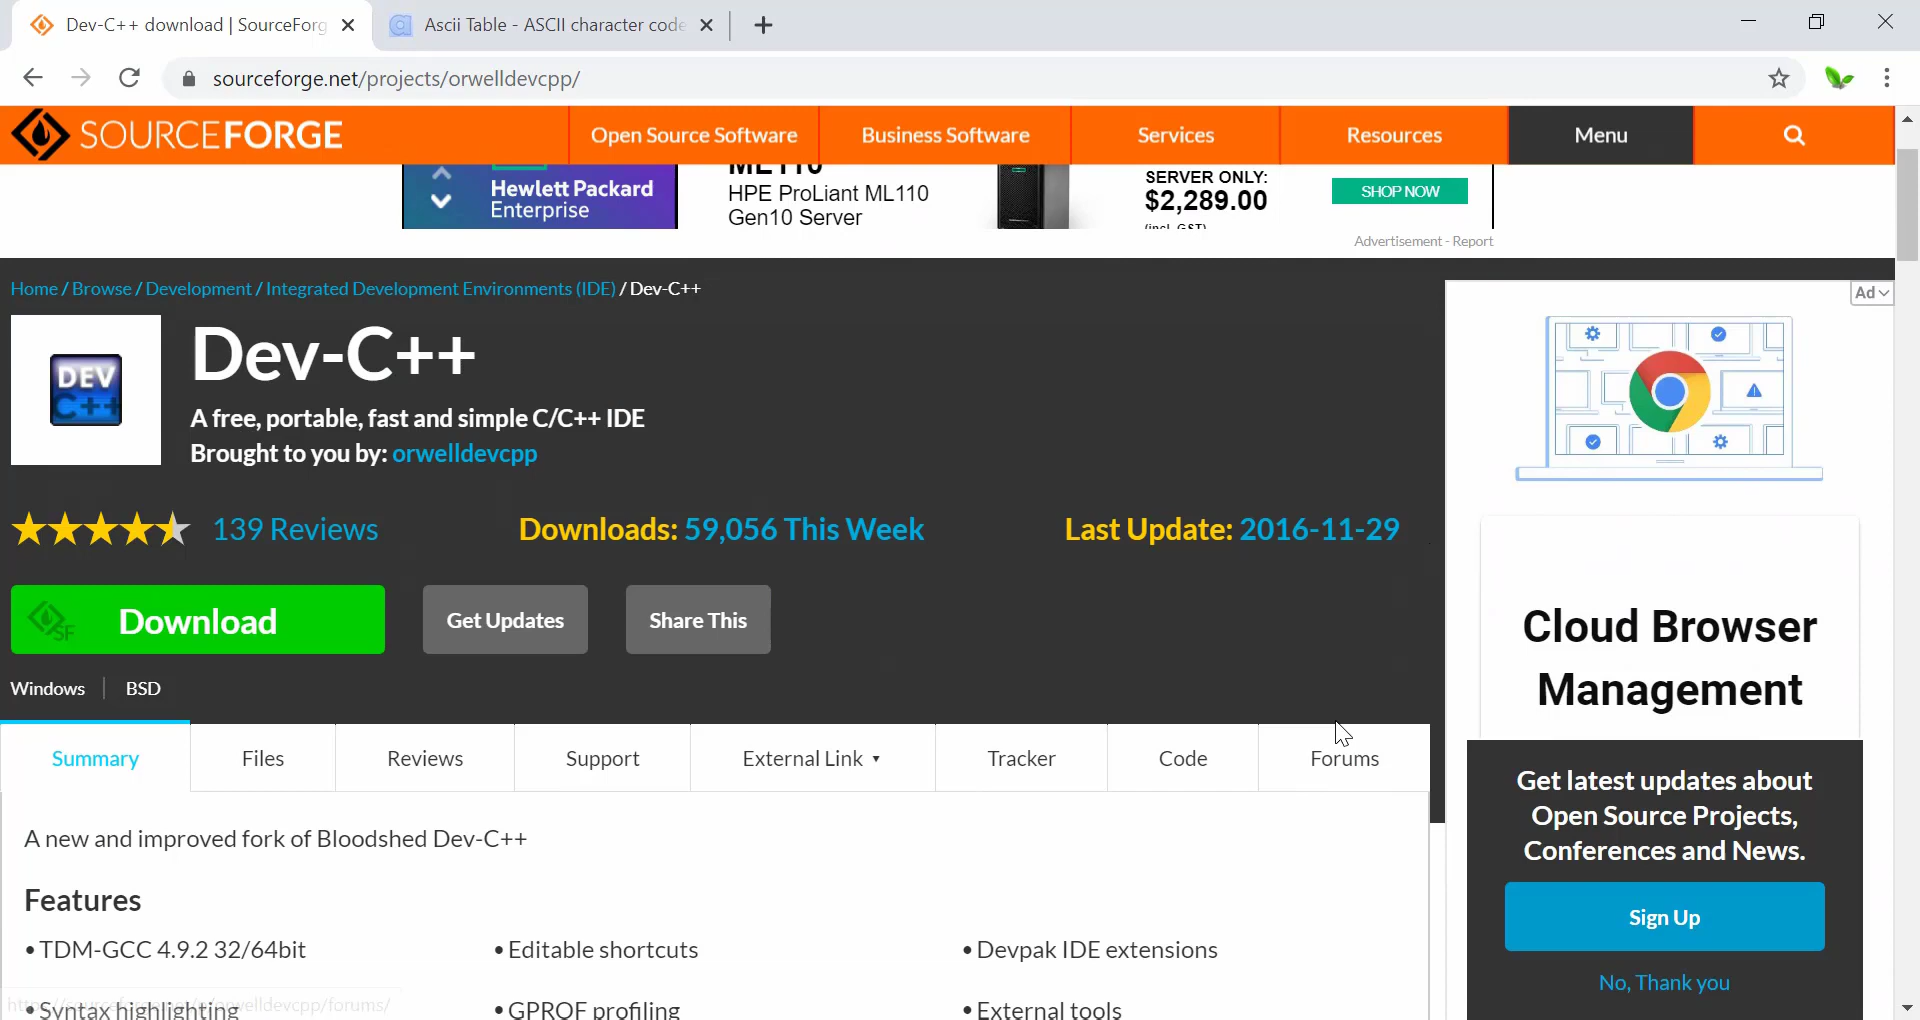 Dev-C++ download | SourceForg
Ascii Table - ASCII character code
sourceforge.net/projects/orwelldevcpp/
SOURCEFORGE
Open Source Software
Business Software
Services
Resources
Menu
Hewlett Packard
Enterprise
ML110
HPE ProLiant ML110
Gen10 Server
SERVER ONLY:
$2,289.00
(incl. GST)
SHOP NOW
Advertisement - Report
Home / Browse / Development / Integrated Development Environments (IDE) / Dev-C++
Ad
DEV
C++
Dev-C++
A free, portable, fast and simple C/C++ IDE
Brought to you by: orwelldevcpp
139 Reviews
Downloads: 59,056 This Week
Last Update: 2016-11-29
SF
Download
Get Updates
Share This
Windows
BSD
Cloud Browser
Management
Summary
Files
Reviews
Support
External Link
Tracker
Code
Forums
A new and improved fork of Bloodshed Dev-C++
Features
• TDM-GCC 4.9.2 32/64bit
• Editable shortcuts
• Devpak IDE extensions
• Syntax highlighting
• GPROF profiling
• External tools
Get latest updates about
Open Source Projects,
Conferences and News.
Sign Up
No, Thank you